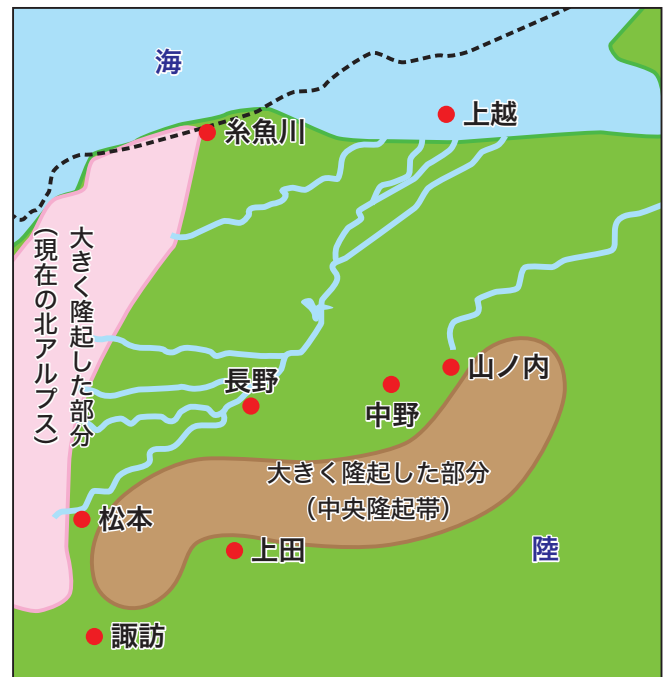 海
上越
糸魚川
大きく隆起した部分
（現在の北アルプス）
山ノ内
長野
中野
大きく隆起した部分
（中央隆起帯）
松本
上田
陸
諏訪